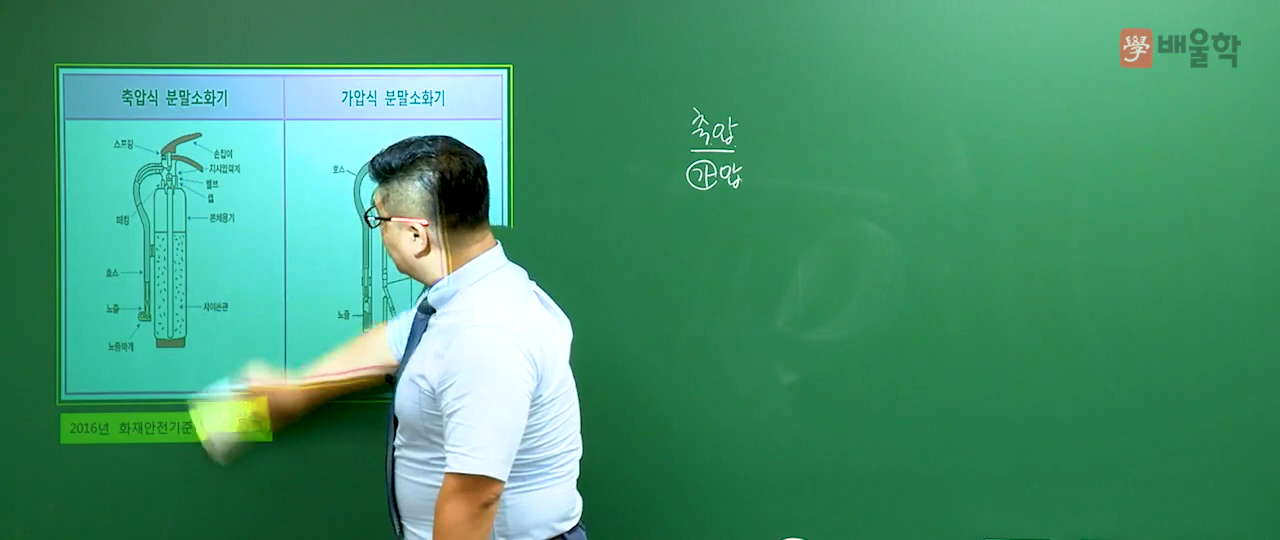 學 배울학
축압식 분말소화기
가압식 분말소화기
스프링
손잡이
지시압력계
밸브
캡
패킹
본체용기
호스
노즐
사이폰관
노즐마개
호스
노즐
2016년 화재안전기준
축압
가압